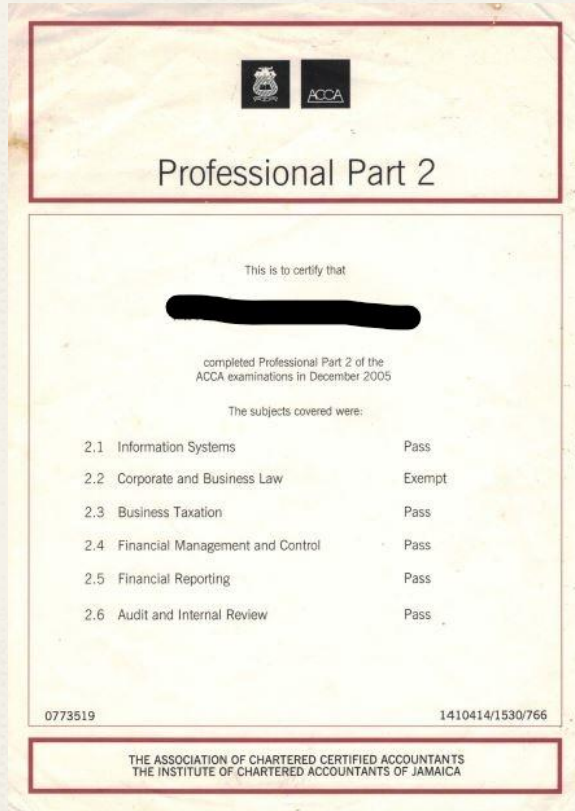 ACCA
Professional Part 2
This is to certify that
completed Professional Part 2 of the
ACCA examinations in December 2005
The subjects covered were:
2.1 Information Systems Pass
2.2 Corporate and Business Law Exempt
2.3 Business Taxation Pass
2.4 Financial Management and Control Pass
2.5 Financial Reporting Pass
2.6 Audit and Internal Review Pass
0773519 1410414/1530/766
THE ASSOCIATION OF CHARTERED CERTIFIED ACCOUNTANTS
THE INSTITUTE OF CHARTERED ACCOUNTANTS OF JAMAICA